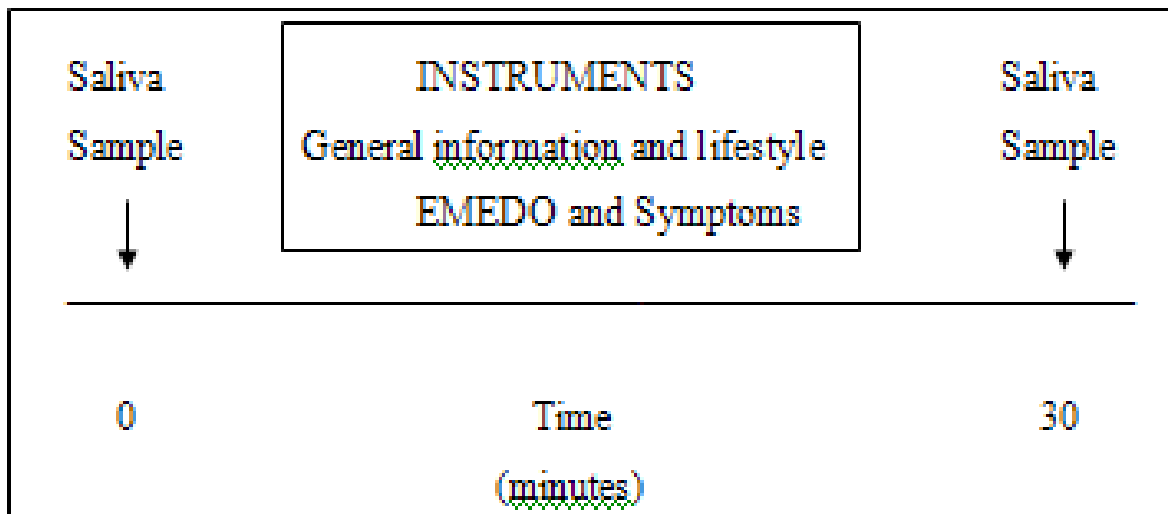 Saliva
Sample
INSTRUMENTS
General information and lifestyle
EMEDO and Symptoms
Saliva
Sample
0
Time
(minutes)
30